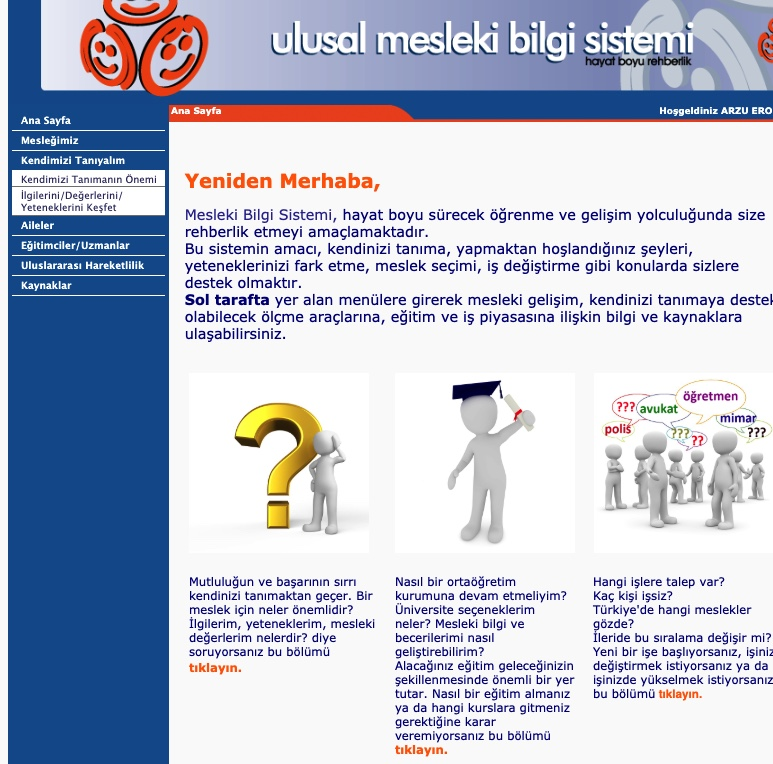 ulusal mesleki bilgi sistemi
hayat boyu rehberlik
Ana Sayfa
Hoşgeldiniz ARZU ERO
Ana Sayfa
Mesleğimiz
Kendimizi Tanıyalım
Kendimizi Tanımanın Önemi
İlgilerini/Değerlerini/
Yeteneklerini Keşfet
Aileler
Eğitimciler/Uzmanlar
Uluslararası Hareketlilik
Kaynaklar
Yeniden Merhaba,
Mesleki Bilgi Sistemi, hayat boyu sürecek öğrenme ve gelişim yolculuğunda size
rehberlik etmeyi amaçlamaktadır.
Bu sistemin amacı, kendinizi tanıma, yapmaktan hoşlandığınız şeyleri,
yeteneklerinizi fark etme, meslek seçimi, iş değiştirme gibi konularda sizlere
destek olmaktır.
Sol tarafta yer alan menülere girerek mesleki gelişim, kendinizi tanımaya destek
olabilecek ölçme araçlarına, eğitim ve iş piyasasına ilişkin bilgi ve kaynaklara
ulaşabilirsiniz.
öğretmen
??? avukat
mimar
polis
???
??
???
Mutluluğun ve başarının sırrı
kendinizi tanımaktan geçer. Bir
meslek için neler önemlidir?
İlgilerim, yeteneklerim, mesleki
değerlerim nelerdir? diye
soruyorsanız bu bölümü
tıklayın.
Nasıl bir ortaöğretim
kurumuna devam etmeliyim?
Üniversite seçeneklerim
neler? Mesleki bilgi ve
becerilerimi nasıl
geliştirebilirim?
Alacağınız eğitim geleceğinizin
şekillenmesinde önemli bir yer
tutar. Nasıl bir eğitim almanız
ya da hangi kurslara gitmeniz
gerektiğine karar
veremiyorsanız bu bölümü
tıklayın.
Hangi işlere talep var?
Kaç kişi işsiz?
Türkiye'de hangi meslekler
gözde?
İleride bu sıralama değişir mi?
Yeni bir işe başlıyorsanız, işiniz
değiştirmek istiyorsanız ya da
işinizde yükselmek istiyorsanız
bu bölümü tıklayın.